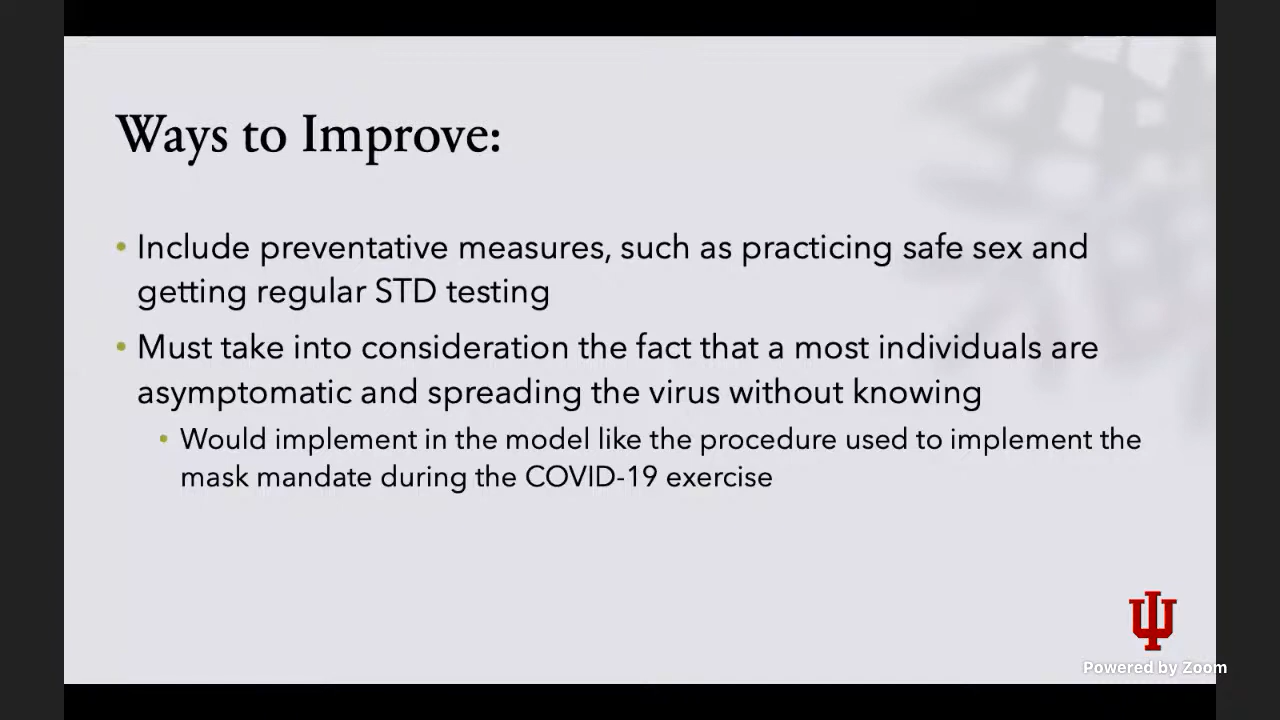 Ways to Improve:
• Include preventative measures, such as practicing safe sex and
getting regular STD testing
• Must take into consideration the fact that a most individuals are
asymptomatic and spreading the virus without knowing
• Would implement in the model like the procedure used to implement the
mask mandate during the COVID-19 exercise
Powered by Zoom